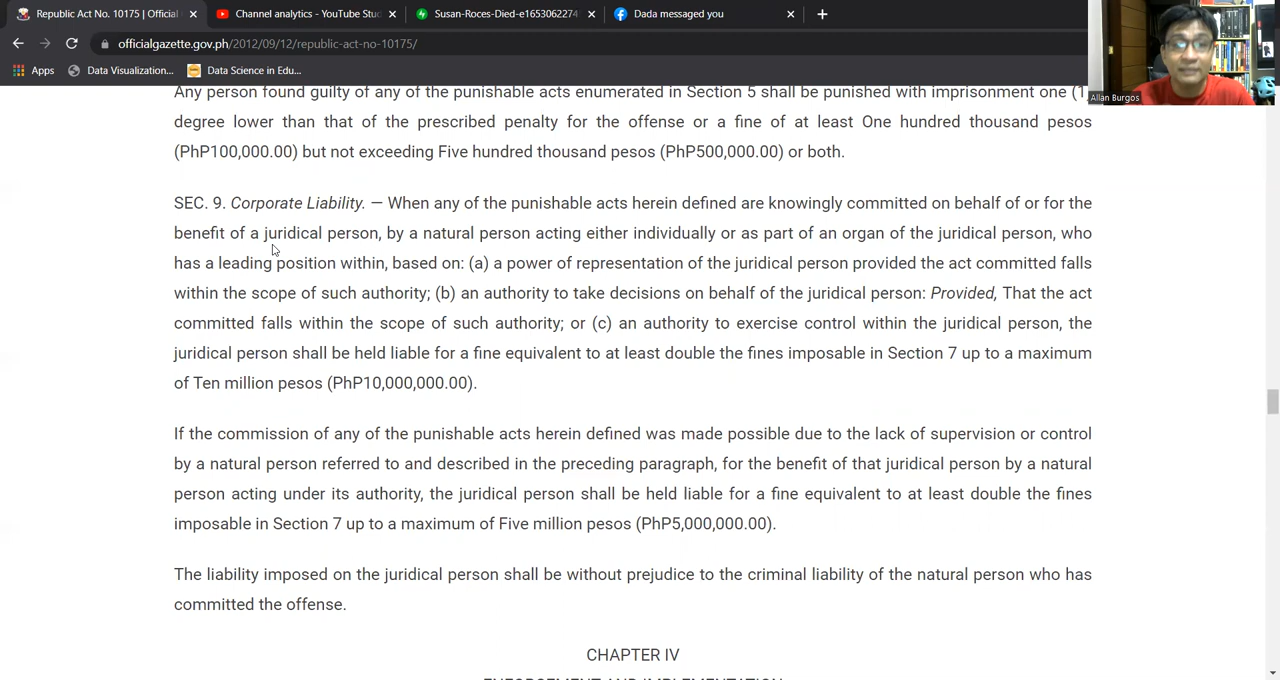 Republic Act No. 10175 | Official
Channel analytics - YouTube Stud
Susan-Roces-Died-e1653062274
Dada messaged you
officialgazette.gov.ph/2012/09/12/republic-act-no-10175/
Apps
Data Visualization...
Data Science in Edu...
Allan Burgos
Any person found guilty of any of the punishable acts enumerated in Section 5 shall be punished with imprisonment one (1
degree lower than that of the prescribed penalty for the offense or a fine of at least One hundred thousand pesos
(PhP100,000.00) but not exceeding Five hundred thousand pesos (PhP500,000.00) or both.
SEC. 9. Corporate Liability. — When any of the punishable acts herein defined are knowingly committed on behalf of or for the
benefit of a juridical person, by a natural person acting either individually or as part of an organ of the juridical person, who
has a leading position within, based on: (a) a power of representation of the juridical person provided the act committed falls
within the scope of such authority; (b) an authority to take decisions on behalf of the juridical person: Provided, That the act
committed falls within the scope of such authority; or (c) an authority to exercise control within the juridical person, the
juridical person shall be held liable for a fine equivalent to at least double the fines imposable in Section 7 up to a maximum
of Ten million pesos (PhP10,000,000.00).
If the commission of any of the punishable acts herein defined was made possible due to the lack of supervision or control
by a natural person referred to and described in the preceding paragraph, for the benefit of that juridical person by a natural
person acting under its authority, the juridical person shall be held liable for a fine equivalent to at least double the fines
imposable in Section 7 up to a maximum of Five million pesos (PhP5,000,000.00).
The liability imposed on the juridical person shall be without prejudice to the criminal liability of the natural person who has
committed the offense.
CHAPTER IV
ENFORCEMENT AND IMPLEMENTATION